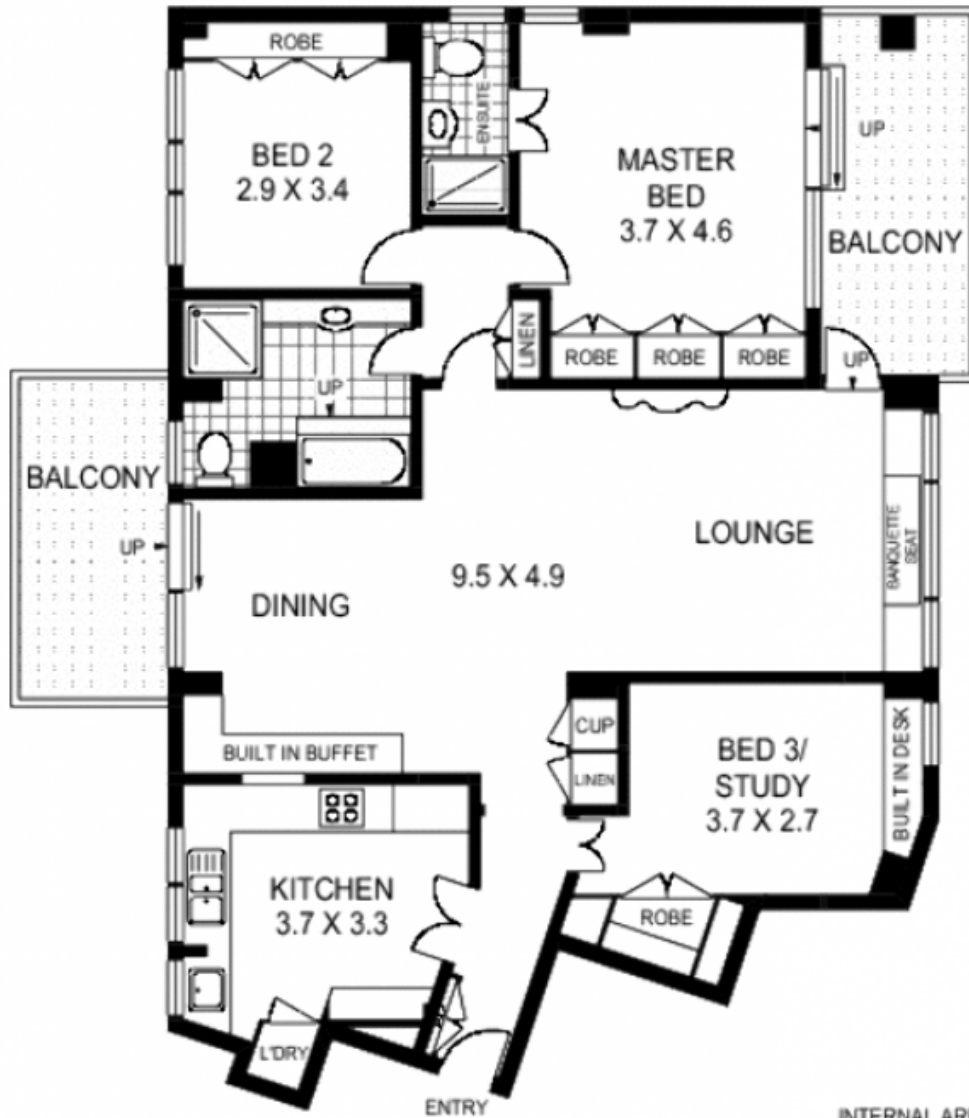 ROBE
BED 2
2.9 X 3.4
ENSUITE
MASTER
BED
3.7 X 4.6
UP
BALCONY
LINEN
ROBE
ROBE
ROBE
UP
UP
BALCONY
UP
DINING
9.5 X 4.9
LOUNGE
BANQUETTE
SEAT
BUILT IN BUFFET
CUP
LINEN
BED 3/
STUDY
3.7 X 2.7
BUILT IN DESK
KITCHEN
3.7 X 3.3
ROBE
L'DRY
ENTRY